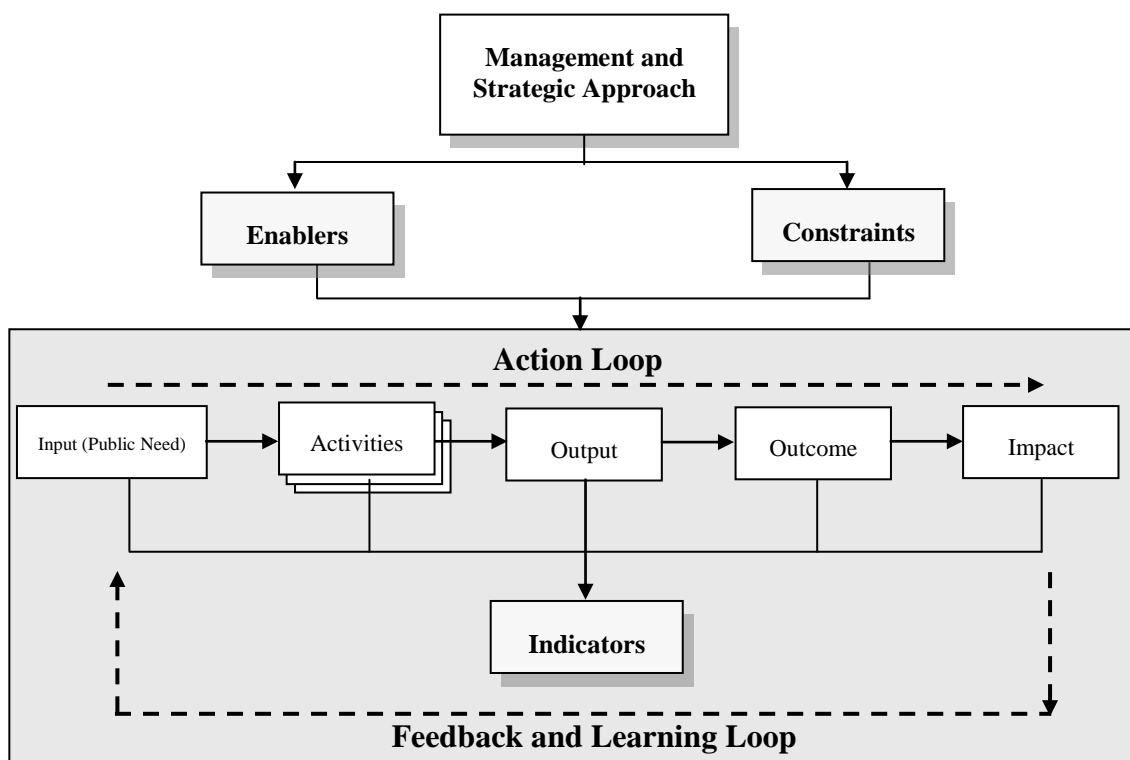 Management and
Strategic Approach
Enablers
Constraints
Action Loop
Input (Public Need)
Activities
Output
Outcome
Impact
Indicators
Feedback and Learning Loop